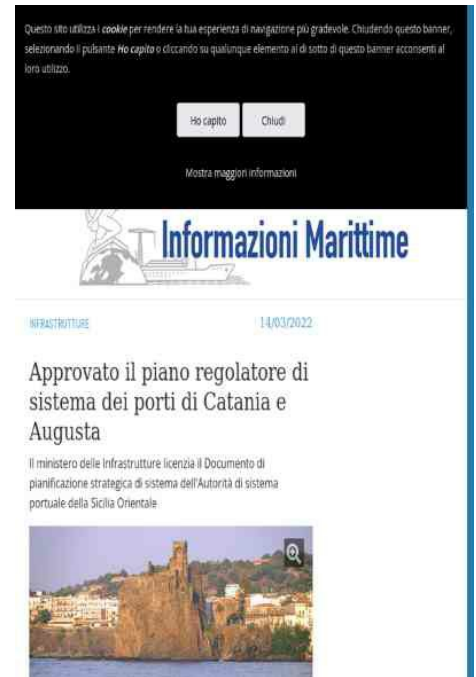 Questo sito utilizza i cookie per rendere la tua esperienza di navigazione più gradevole. Chiudendo questo banner,
selezionando il pulsante Ho capito o cliccando su qualunque elemento al di sotto di questo banner acconsenti al
loro utilizzo.
Ho capito
Chiudi
Mostra maggiori informazioni
Informazioni Marittime
INFRASTRUTTURE
14/03/2022
Approvato il piano regolatore di
sistema dei porti di Catania e
Augusta
Il ministero delle Infrastrutture licenzia il Documento di
pianificazione strategica di sistema dell'Autorità di sistema
portuale della Sicilia Orientale